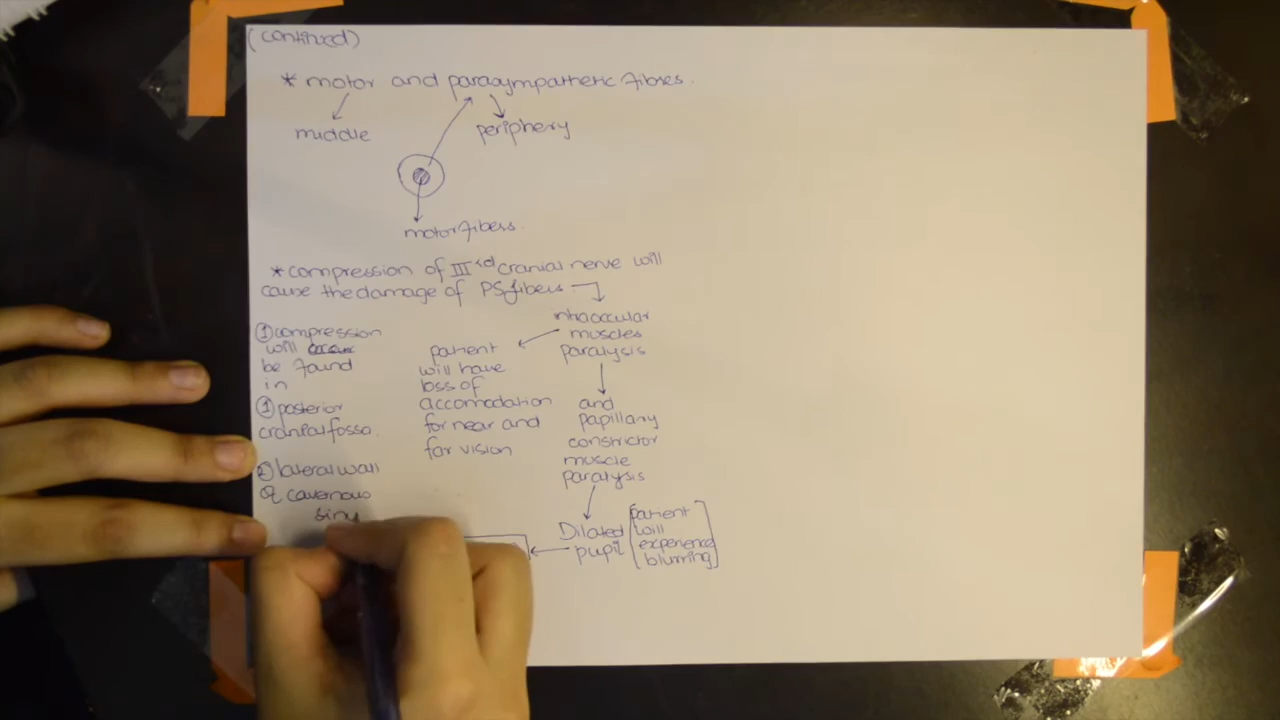 (continued)
* motor and parasympathetic fibres.
middle
periphery
motor fibers.
* compression of IIIrd cranial nerve will
cause the damage of PS fibers
intraoccular
muscles
paralysis
patient
will have
loss of
accomodation
for near and
far vision
and
papillary
constrictor
muscle
paralysis
Dilated
pupil
patient
will
experience
blurring
① compression
will
be found
in
① posterior
cranial fossa.
② lateral wall
of cavernous
sinu